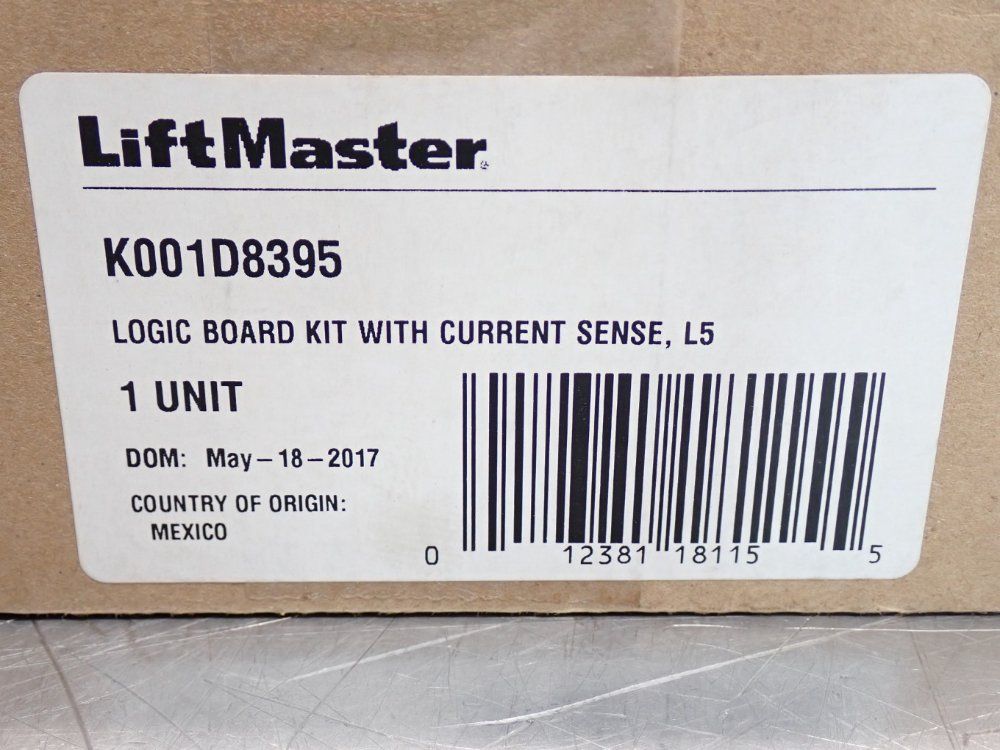 LiftMaster
K001D8395
LOGIC BOARD KIT WITH CURRENT SENSE, L5
1 UNIT
DOM: May-18-2017
COUNTRY OF ORIGIN:
MEXICO
0 12381 18115 5